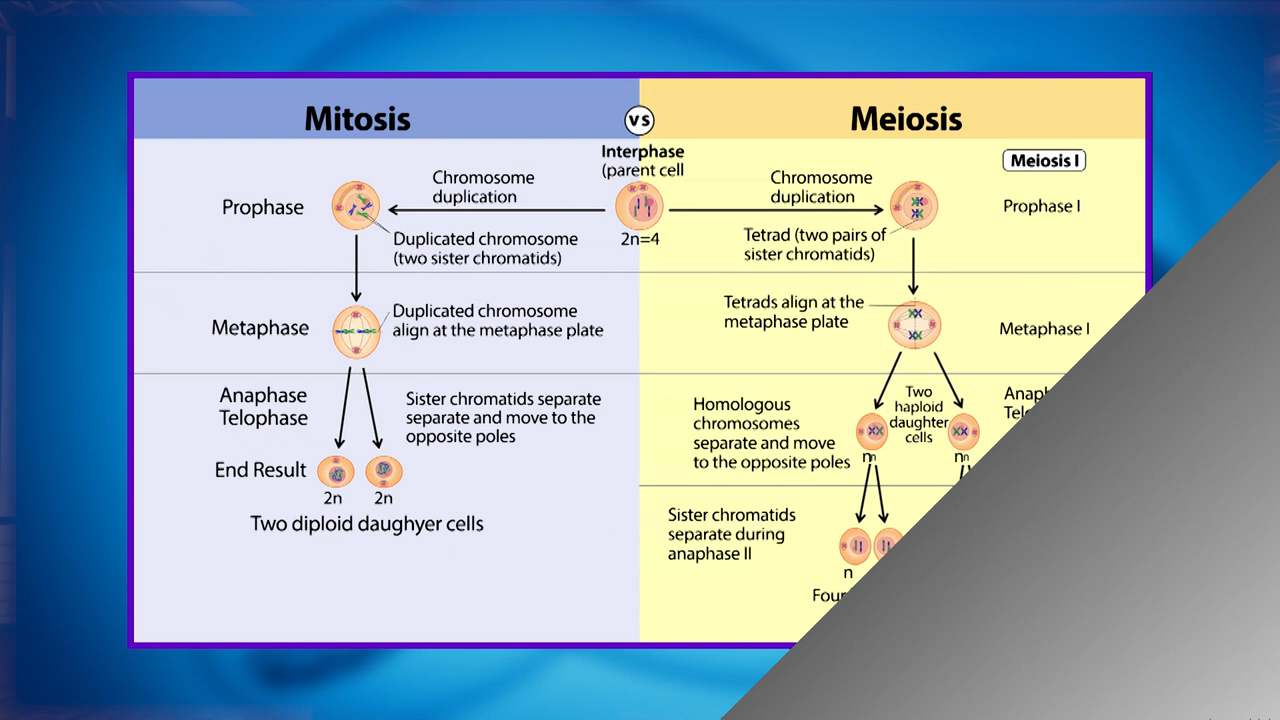 Mitosis
vs
Meiosis
Interphase
(parent cell
2n=4
Meiosis I
Prophase
Chromosome
duplication
Duplicated chromosome
(two sister chromatids)
Chromosome
duplication
Tetrad (two pairs of
sister chromatids)
Prophase I
Metaphase
Duplicated chromosome
align at the metaphase plate
Tetrads align at the
metaphase plate
Metaphase I
Anaphase
Telophase
Sister chromatids separate
separate and move to the
opposite poles
Homologous
chromosomes
separate and move
to the opposite poles
Two
haploid
daughter
cells
nn
nn
End Result
2n
2n
Two diploid daughyer cells
Sister chromatids
separate during
anaphase II
n